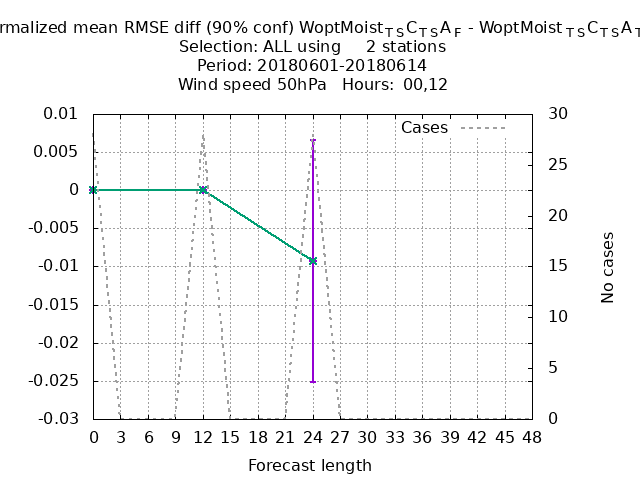 rmalized mean RMSE diff (90% conf) WoptMoistTSCTSAF - WoptMoistTSCTSA
Selection: ALL using 2 stations
Period: 20180601-20180614
Wind speed 50hPa Hours: 00,12
Cases
0.01
0.005
0
-0.005
-0.01
-0.015
-0.02
-0.025
-0.03
30
25
20
15
10
5
0
No cases
0 3 6 9 12 15 18 21 24 27 30 33 36 39 42 45 48
Forecast length